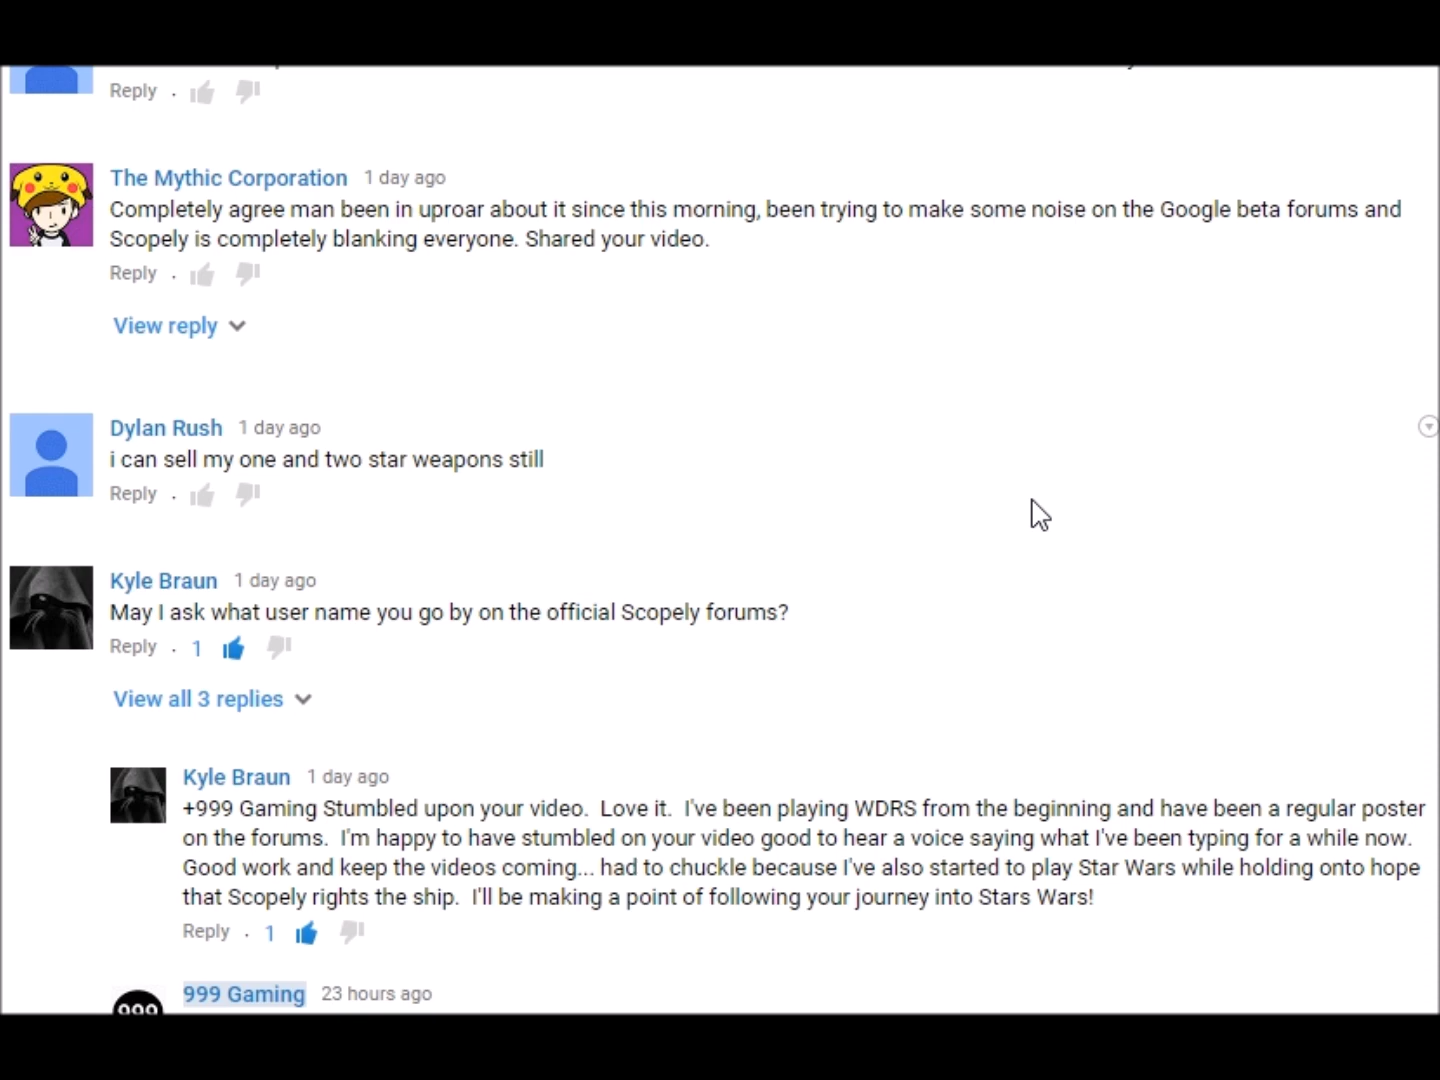 Reply .
The Mythic Corporation 1 day ago
Completely agree man been in uproar about it since this morning, been trying to make some noise on the Google beta forums and
Scopely is completely blanking everyone. Shared your video.
Reply .
View reply
Dylan Rush 1 day ago
i can sell my one and two star weapons still
Reply .
Kyle Braun 1 day ago
May I ask what user name you go by on the official Scopely forums?
Reply . 1
View all 3 replies
Kyle Braun 1 day ago
+999 Gaming Stumbled upon your video. Love it. I've been playing WDRS from the beginning and have been a regular poster
on the forums. I'm happy to have stumbled on your video good to hear a voice saying what I've been typing for a while now.
Good work and keep the videos coming... had to chuckle because I've also started to play Star Wars while holding onto hope
that Scopely rights the ship. I'll be making a point of following your journey into Stars Wars!
Reply . 1
999 Gaming 23 hours ago
999